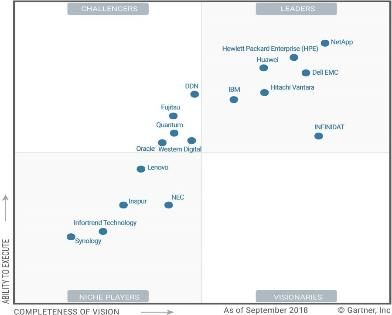 CHALLENGERS
LEADERS
NetApp
Hewlett Packard Enterprise (HPE)
Huawei
Dell EMC
DDN
IBM
Hitachi Vantara
Fujitsu
Quantum
INFINIDAT
Oracle
Western Digital
Lenovo
Inspur
NEC
Infortrend Technology
Synology
ABILITY TO EXECUTE
NICHE PLAYERS
VISIONARIES
COMPLETENESS OF VISION
As of September 2018
© Gartner, Inc